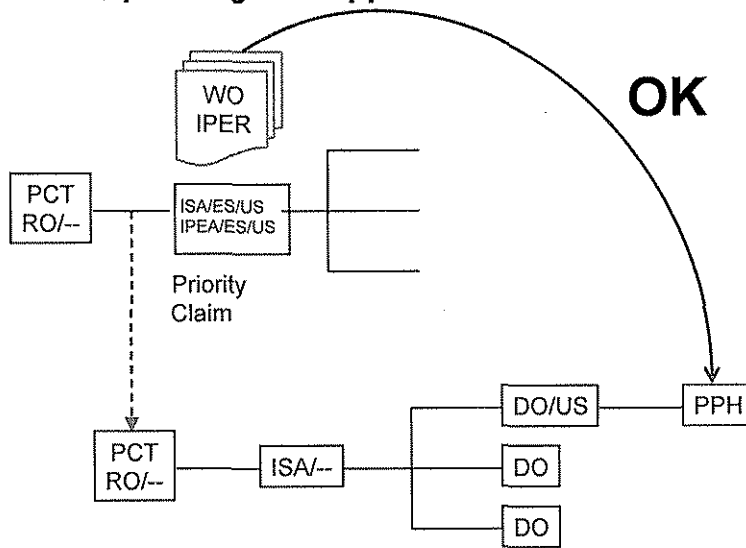 WO
IPER
OK
PCT
RO/--
ISA/ES/US
IPEA/ES/US
Priority
Claim
DO/US
PPH
PCT
RO/--
ISA/--
DO
DO